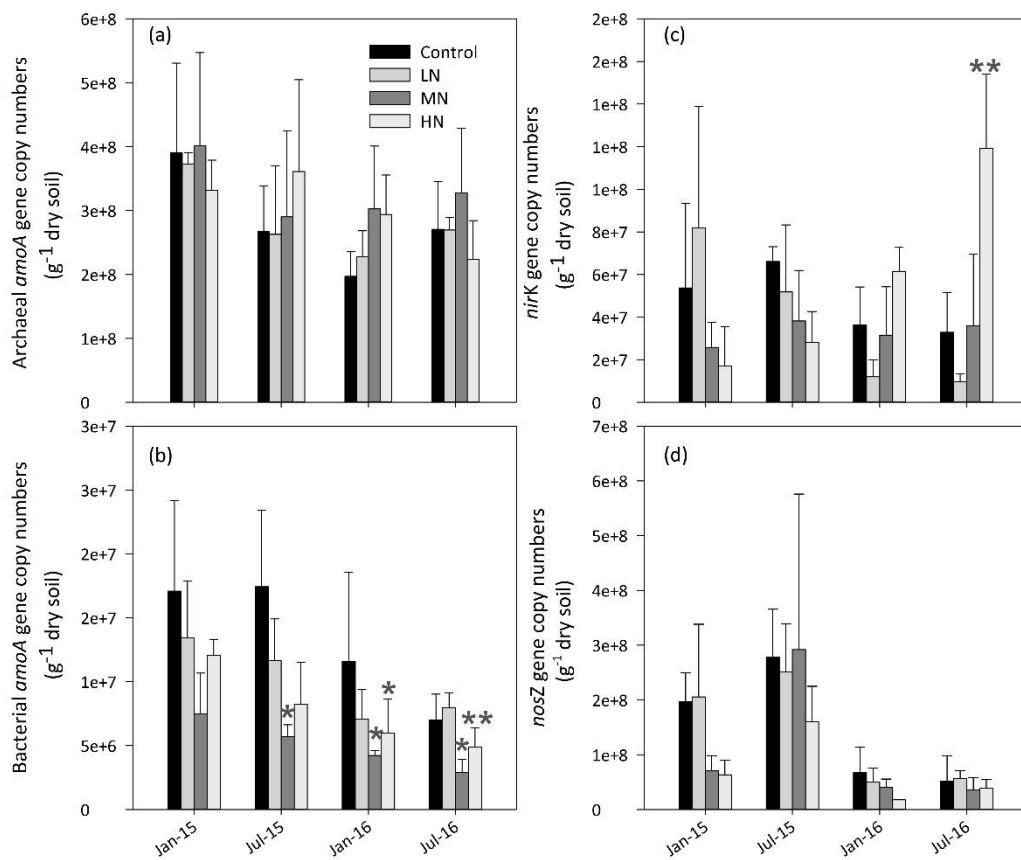 (a)
Control
LN
MN
HN
6e+8
5e+8
4e+8
3e+8
2e+8
1e+8
0
Archaeal amoA gene copy numbers
(g⁻¹ dry soil)
(c)
**
2e+8
2e+8
1e+8
1e+8
1e+8
8e+7
6e+7
4e+7
2e+7
0
nirK gene copy numbers
(g⁻¹ dry soil)
(b)
3e+7
3e+7
2e+7
2e+7
1e+7
5e+6
0
Bacterial amoA gene copy numbers
(g⁻¹ dry soil)
*
*
*
*
**
Jan-15
Jul-15
Jan-16
Jul-16
(d)
7e+8
6e+8
5e+8
3e+8
2e+8
1e+8
0
nosZ gene copy numbers
(g⁻¹ dry soil)
Jan-15
Jul-15
Jan-16
Jul-16